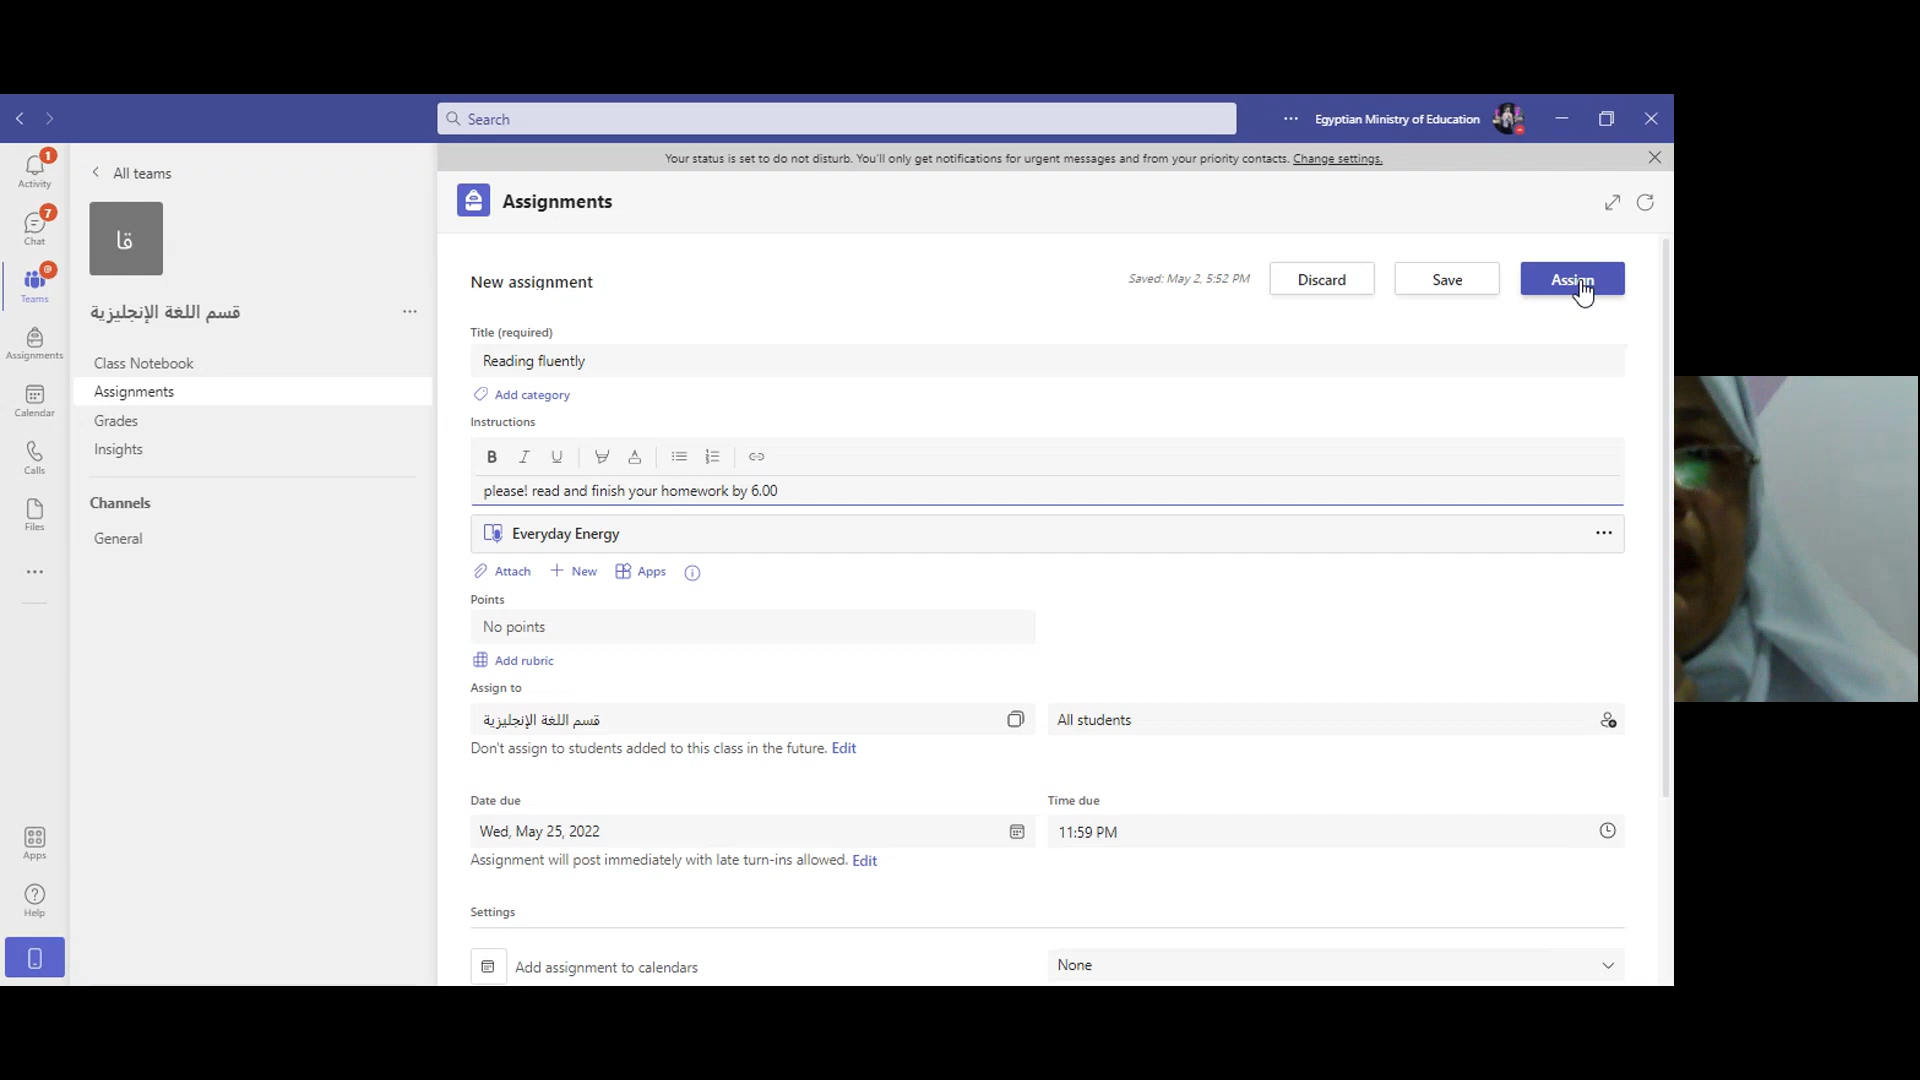 Search
Egyptian Ministry of Education
Your status is set to do not disturb. You'll only get notifications for urgent messages and from your priority contacts. Change settings.
1
Activity
7
Chat
@
Teams
Assignments
Calendar
Calls
Files
Apps
Help
All teams
قا
قسم اللغة الإنجليزية
Class Notebook
Assignments
Grades
Insights
Channels
General
Assignments
New assignment
Saved: May 2, 5:52 PM
Discard
Save
Assign
Title (required)
Reading fluently
Add category
Instructions
B I U A
please! read and finish your homework by 6.00
Everyday Energy
Attach
New
Apps
Points
No points
Add rubric
Assign to
قسم اللغة الإنجليزية
All students
Don't assign to students added to this class in the future. Edit
Date due
Time due
Wed, May 25, 2022
11:59 PM
Assignment will post immediately with late turn-ins allowed. Edit
Settings
Add assignment to calendars
None